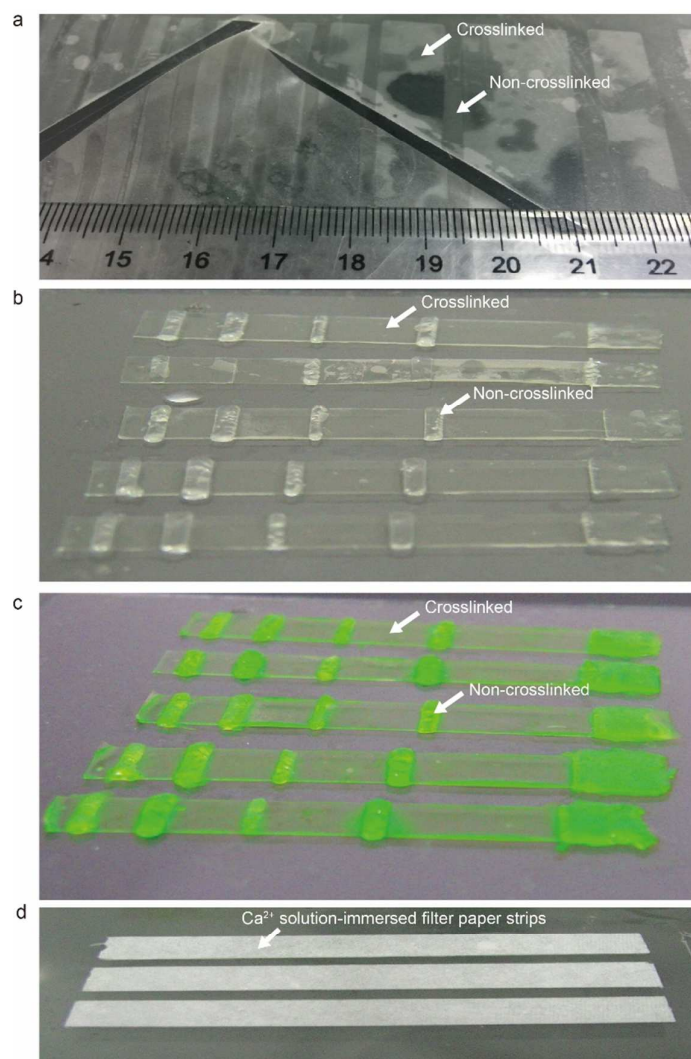 a
Crosslinked
Non-crosslinked
4 15 16 17 18 19 20 21 22
b
Crosslinked
Non-crosslinked
c
Crosslinked
Non-crosslinked
d
Ca²⁺ solution-immersed filter paper strips